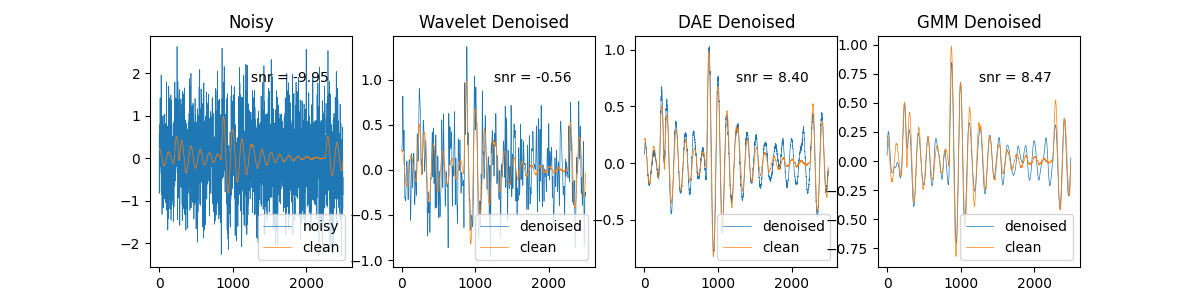 Noisy
Wavelet Denoised
DAE Denoised
GMM Denoised
snr = -9.95
snr = -0.56
snr = 8.40
snr = 8.47
2
1
0
−1
−2
noisy
clean
0
1000
2000
1.0
0.5
0.0
−0.5
−1.0
denoised
clean
0
1000
2000
1.0
0.5
0.0
−0.5
denoised
clean
0
1000
2000
1.00
0.75
0.50
0.25
0.00
−0.25
−0.50
−0.75
denoised
clean
0
1000
2000